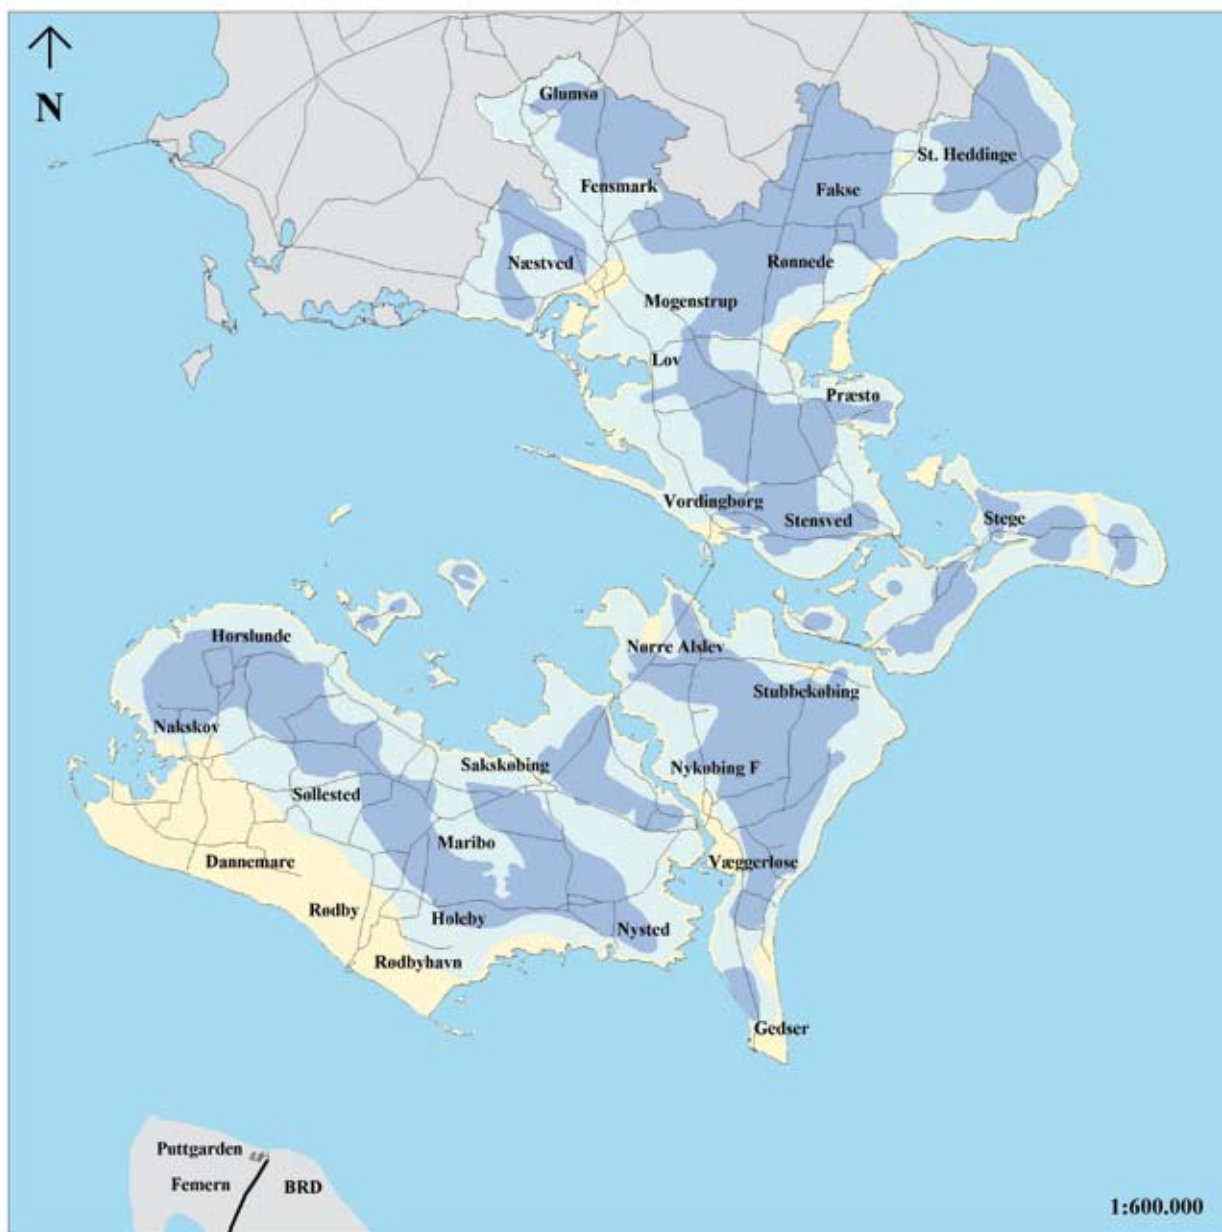 N
Glumsø
St. Heddinge
Fensmark
Fakse
Næstved
Rønnede
Mogenstrup
Lov
Præstø
Vordingborg
Stensved
Stege
Horslunde
Nørre Alslev
Stubbekøbing
Nakskov
Sakskøbing
Nykøbing F
Søllested
Maribo
Dannemare
Væggerløse
Rødby
Holeby
Nysted
Rødbyhavn
Gedser
Puttgarden
Femern
BRD
1:600.000